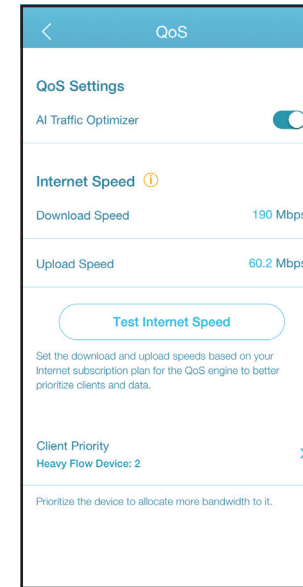 QoS
QoS Settings
AI Traffic Optimizer
Internet Speed
Download Speed 190 Mbps
Upload Speed 60.2 Mbps
Test Internet Speed
Set the download and upload speeds based on your
Internet subscription plan for the QoS engine to better
prioritize clients and data.
Client Priority
Heavy Flow Device: 2
Prioritize the device to allocate more bandwidth to it.